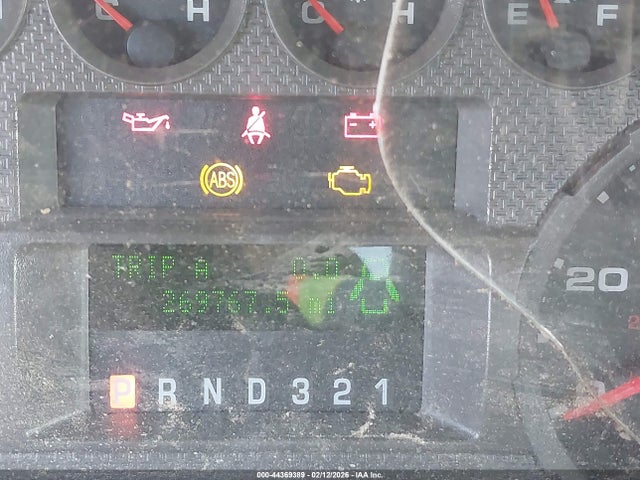 C H C H E F
ABS
TRIP A 0.0
269767.5 mi
20
P R N D 3 2 1
000-44369389 - 02/12/2026 - IAA Inc.